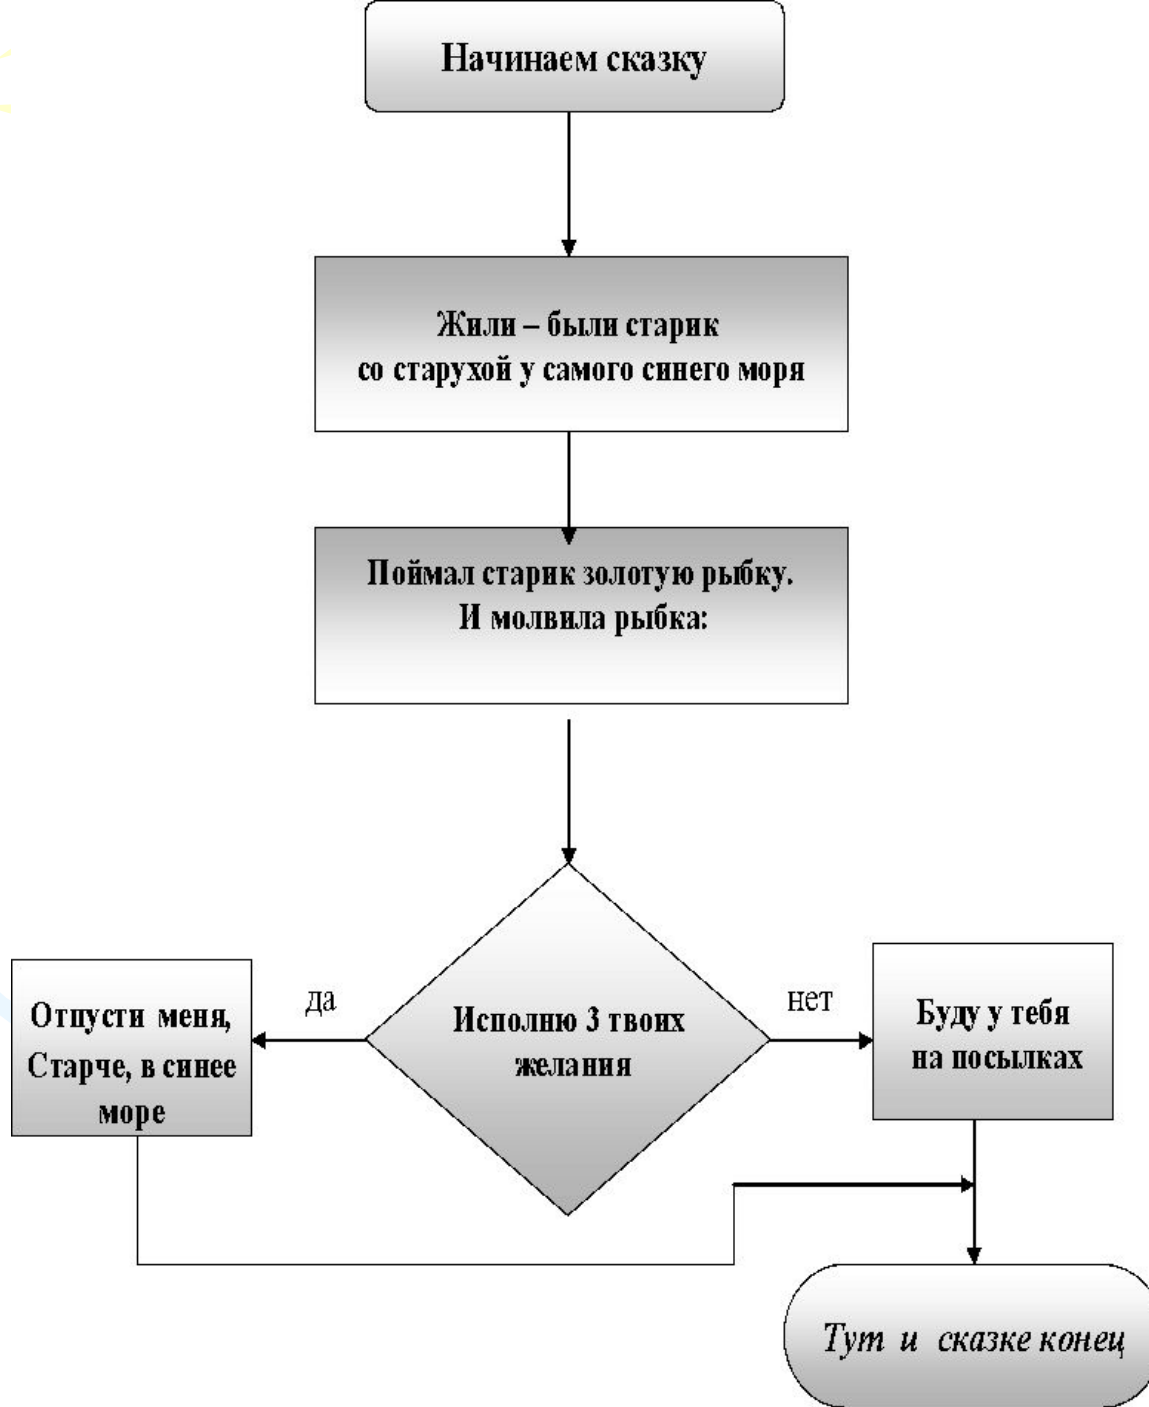 Начинаем сказку
Жили – были старик
со старухой у самого синего моря
Поймал старик золотую рыбку.
И молвила рыбка:
Исполню 3 твоих
желания
да
Отпусти меня,
Старче, в синее
море
нет
Буду у тебя
на посылках
Тут и сказке конец